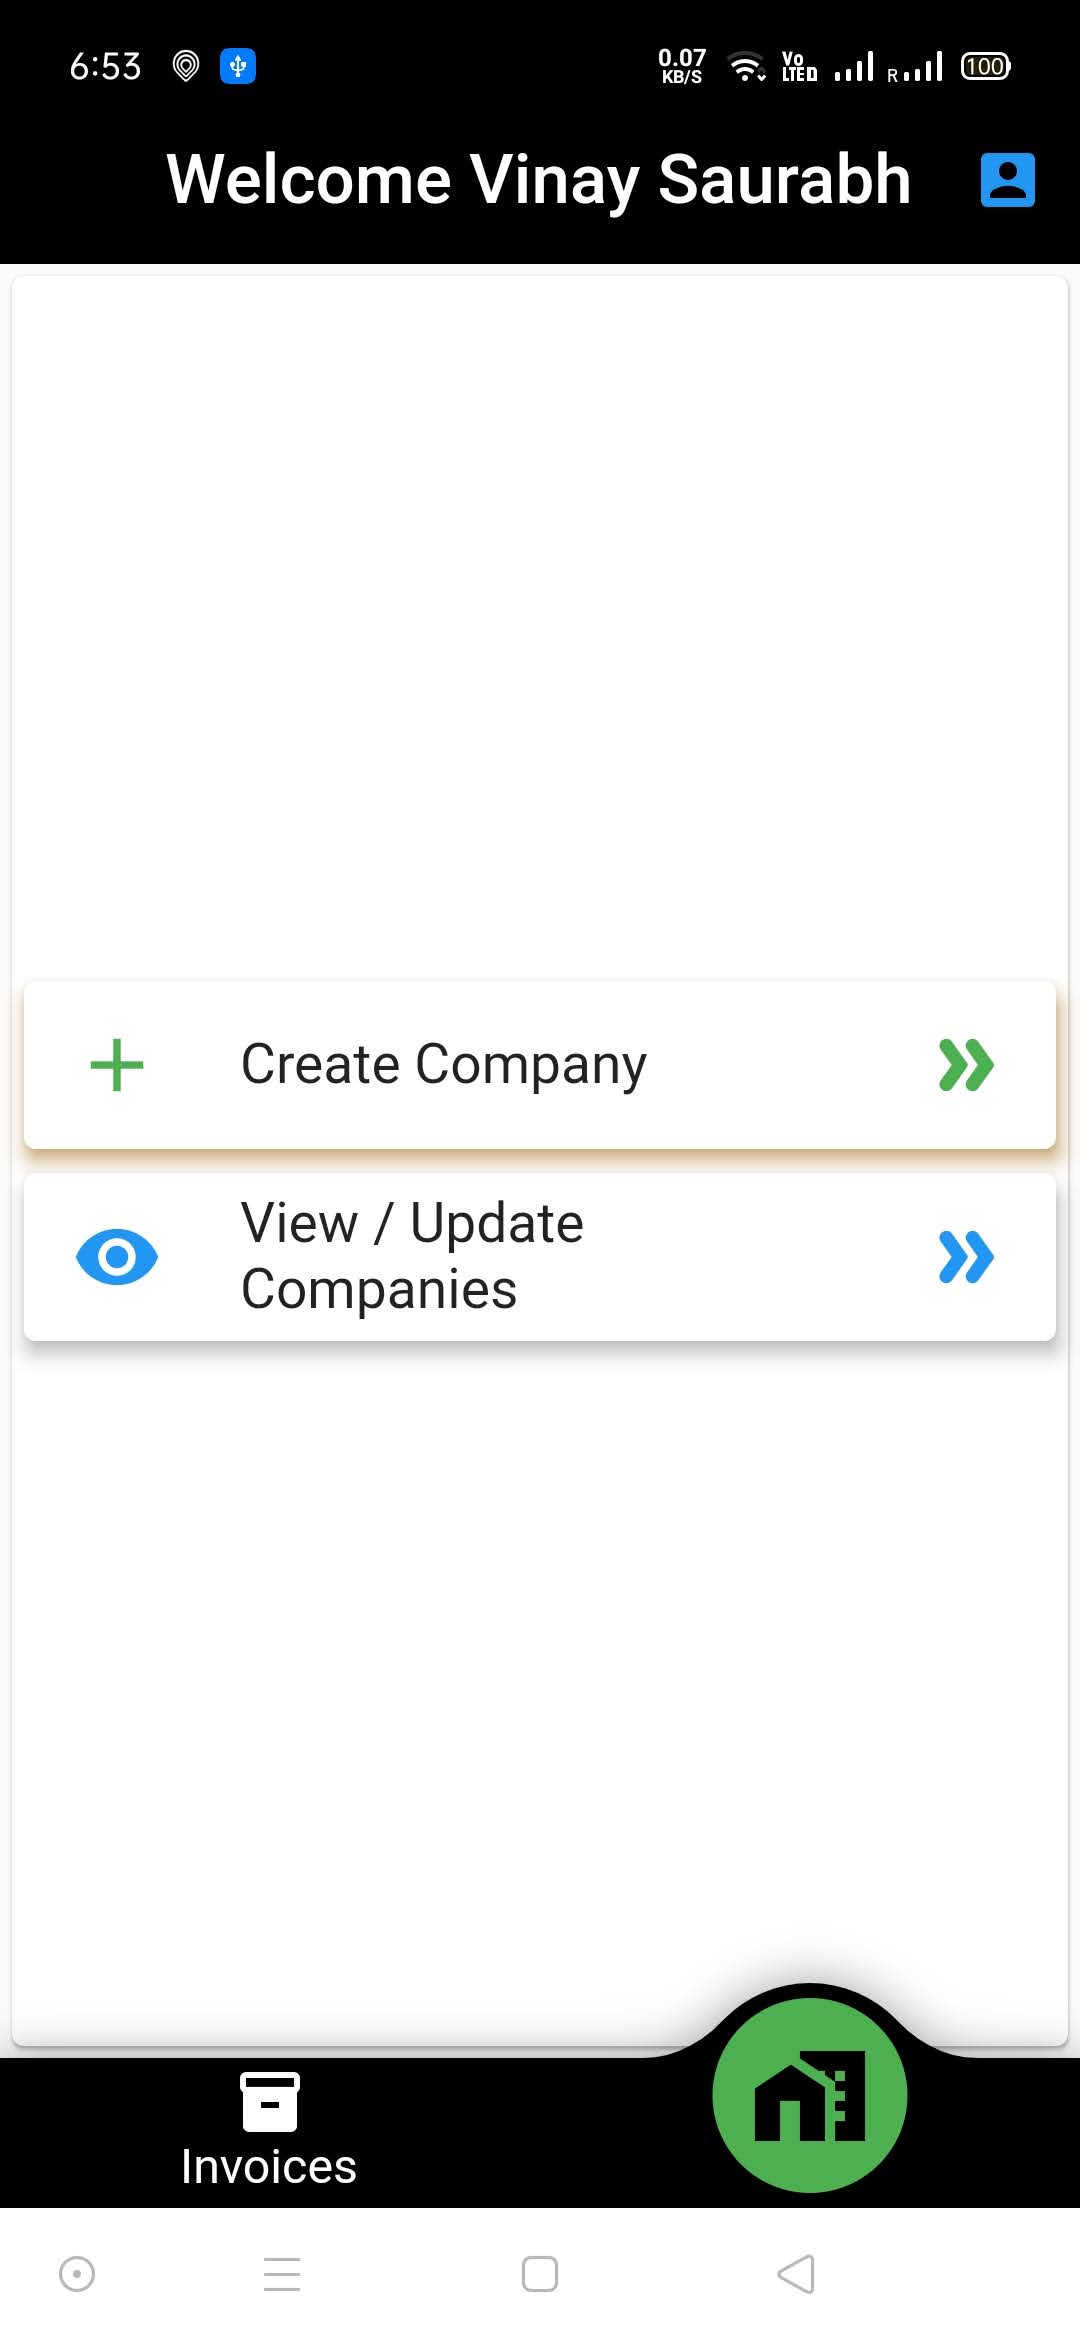 6:53
0.07
KB/S
Vo
LTE D
R
100
Welcome Vinay Saurabh
Create Company
View / Update
Companies
Invoices